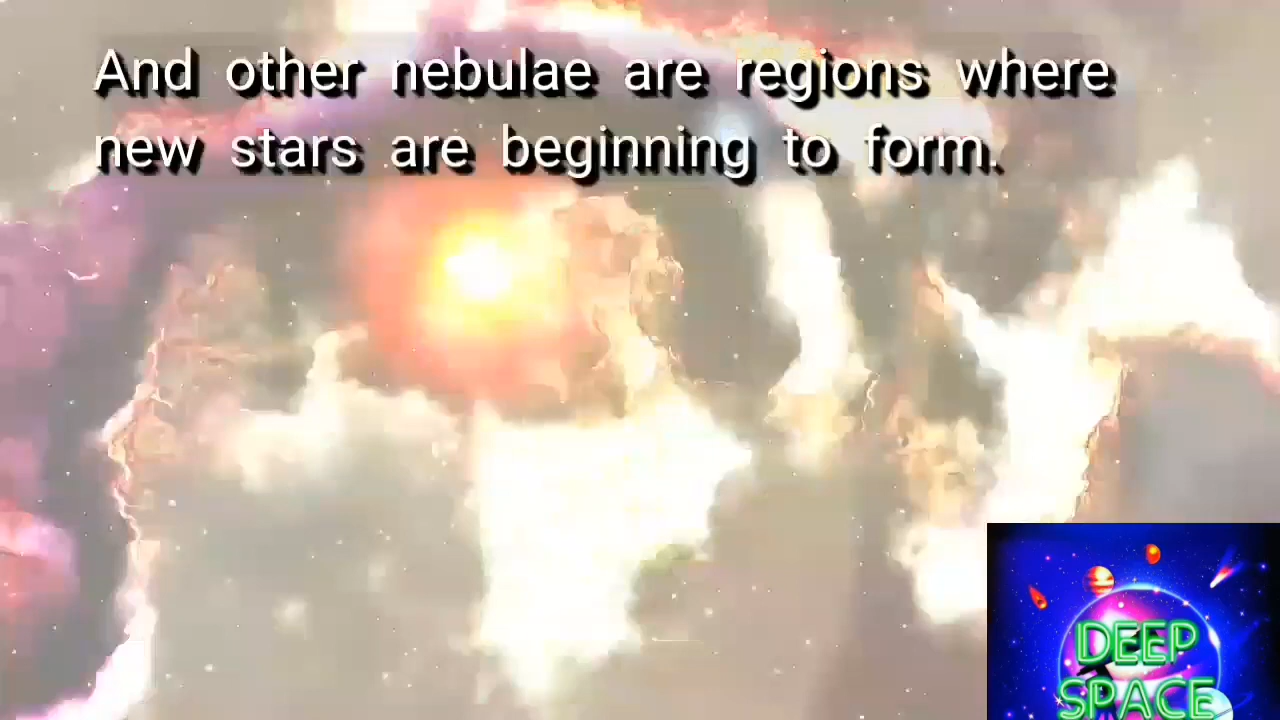 And other nebulae are regions where
new stars are beginning to form.
DEEP
SPACE